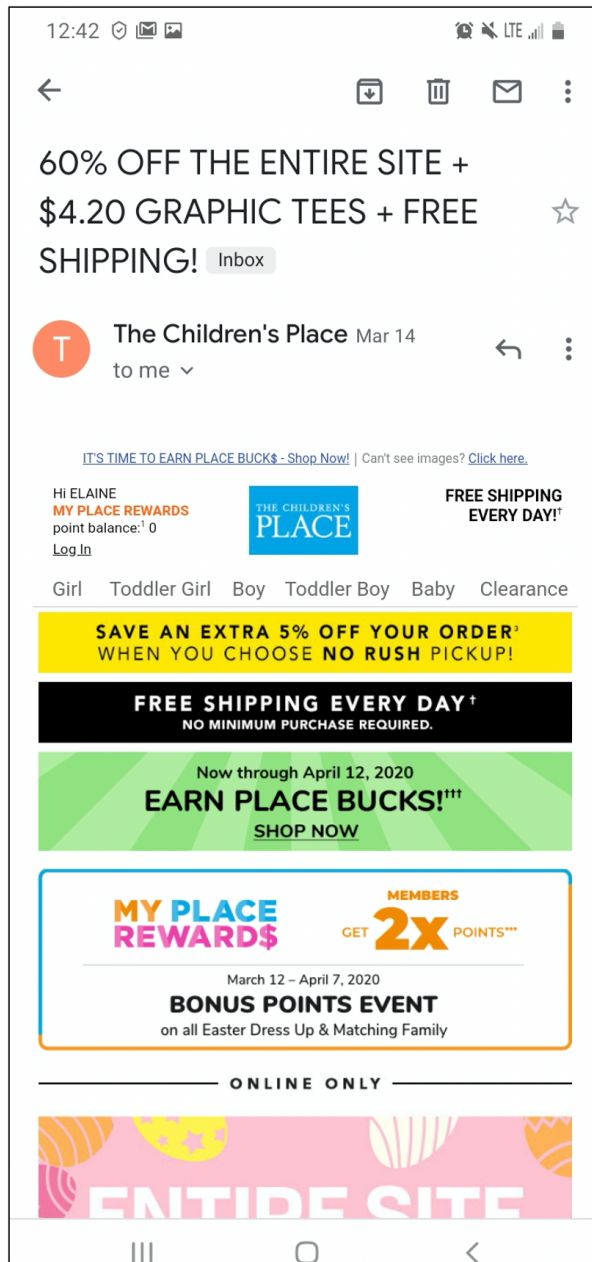 12:42 LTE
60% OFF THE ENTIRE SITE +
$4.20 GRAPHIC TEES + FREE
SHIPPING! Inbox
T
The Children's Place Mar 14
to me
IT'S TIME TO EARN PLACE BUCK$ - Shop Now! | Can't see images? Click here.
Hi ELAINE
MY PLACE REWARDS
point balance:¹ 0
Log In
THE CHILDREN'S
PLACE
FREE SHIPPING
EVERY DAY!†
Girl Toddler Girl Boy Toddler Boy Baby Clearance
SAVE AN EXTRA 5% OFF YOUR ORDER³
WHEN YOU CHOOSE NO RUSH PICKUP!
FREE SHIPPING EVERY DAY†
NO MINIMUM PURCHASE REQUIRED.
Now through April 12, 2020
EARN PLACE BUCKS!†††
SHOP NOW
MY PLACE
REWARD$
MEMBERS
GET 2X POINTS***
March 12 – April 7, 2020
BONUS POINTS EVENT
on all Easter Dress Up & Matching Family
ONLINE ONLY
ENTIRE SITE